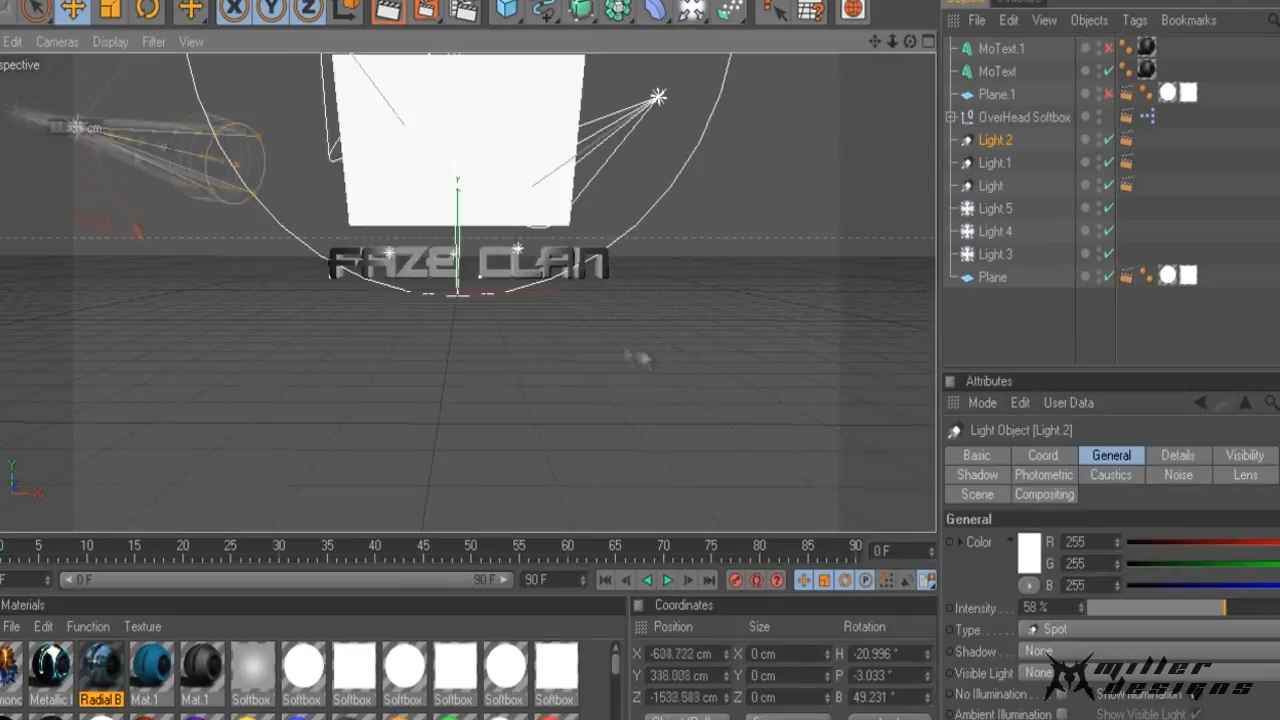 Edit Cameras Display Filter View
spective
File Edit View Objects Tags Bookmarks
MoText.1
MoText
Plane.1
OverHead Softbox
Light.2
Light.1
Light
Light.5
Light.4
Light.3
Plane
FAZE CLAN
Y
X Y Z
Attributes
Mode Edit User Data
Light Object [Light.2]
Basic Coord. General Details Visibility
Shadow Photometric Caustics Noise Lens
Scene Compositing
General
Color R 255
G 255
B 255
Intensity 58 %
Type Spot
Shadow None
Visible Light None
No Illumination Show Illumination
Ambient Illumination Show Visible Light
miller
designs
5 10 15 20 25 30 35 40 45 50 55 60 65 70 75 80 85 90 0 F
F 0 F 90 F 90 F
Materials
File Edit Function Texture
Metallic Radial B Mat.1 Mat.1 Softbox Softbox Softbox Softbox Softbox Softbox Softbox
Coordinates
Position Size Rotation
X -608.722 cm X 0 cm H -20.996 °
Y 338.803 cm Y 0 cm P -3.033 °
Z -1538.583 cm Z 0 cm B 49.231 °